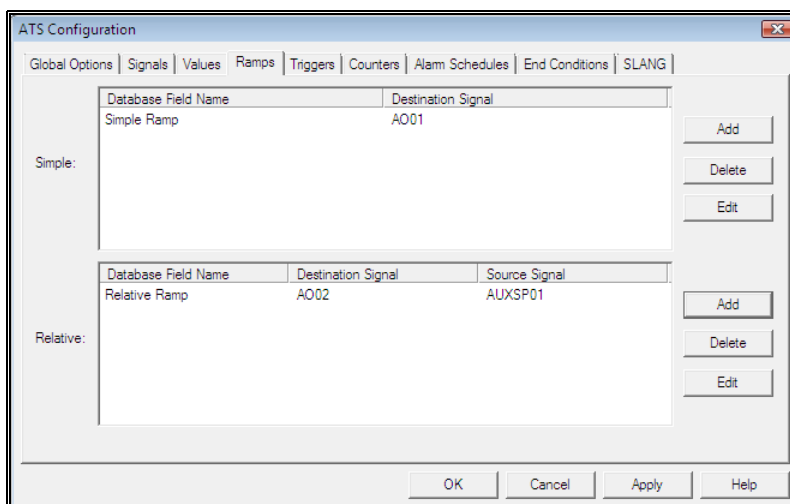 ATS Configuration
Global Options Signals Values Ramps Triggers Counters Alarm Schedules End Conditions SLANG
Database Field Name Destination Signal
Simple Ramp AO01
Add
Simple:
Delete
Edit
Database Field Name Destination Signal Source Signal
Relative Ramp AO02 AUXSP01
Add
Relative:
Delete
Edit
OK Cancel Apply Help